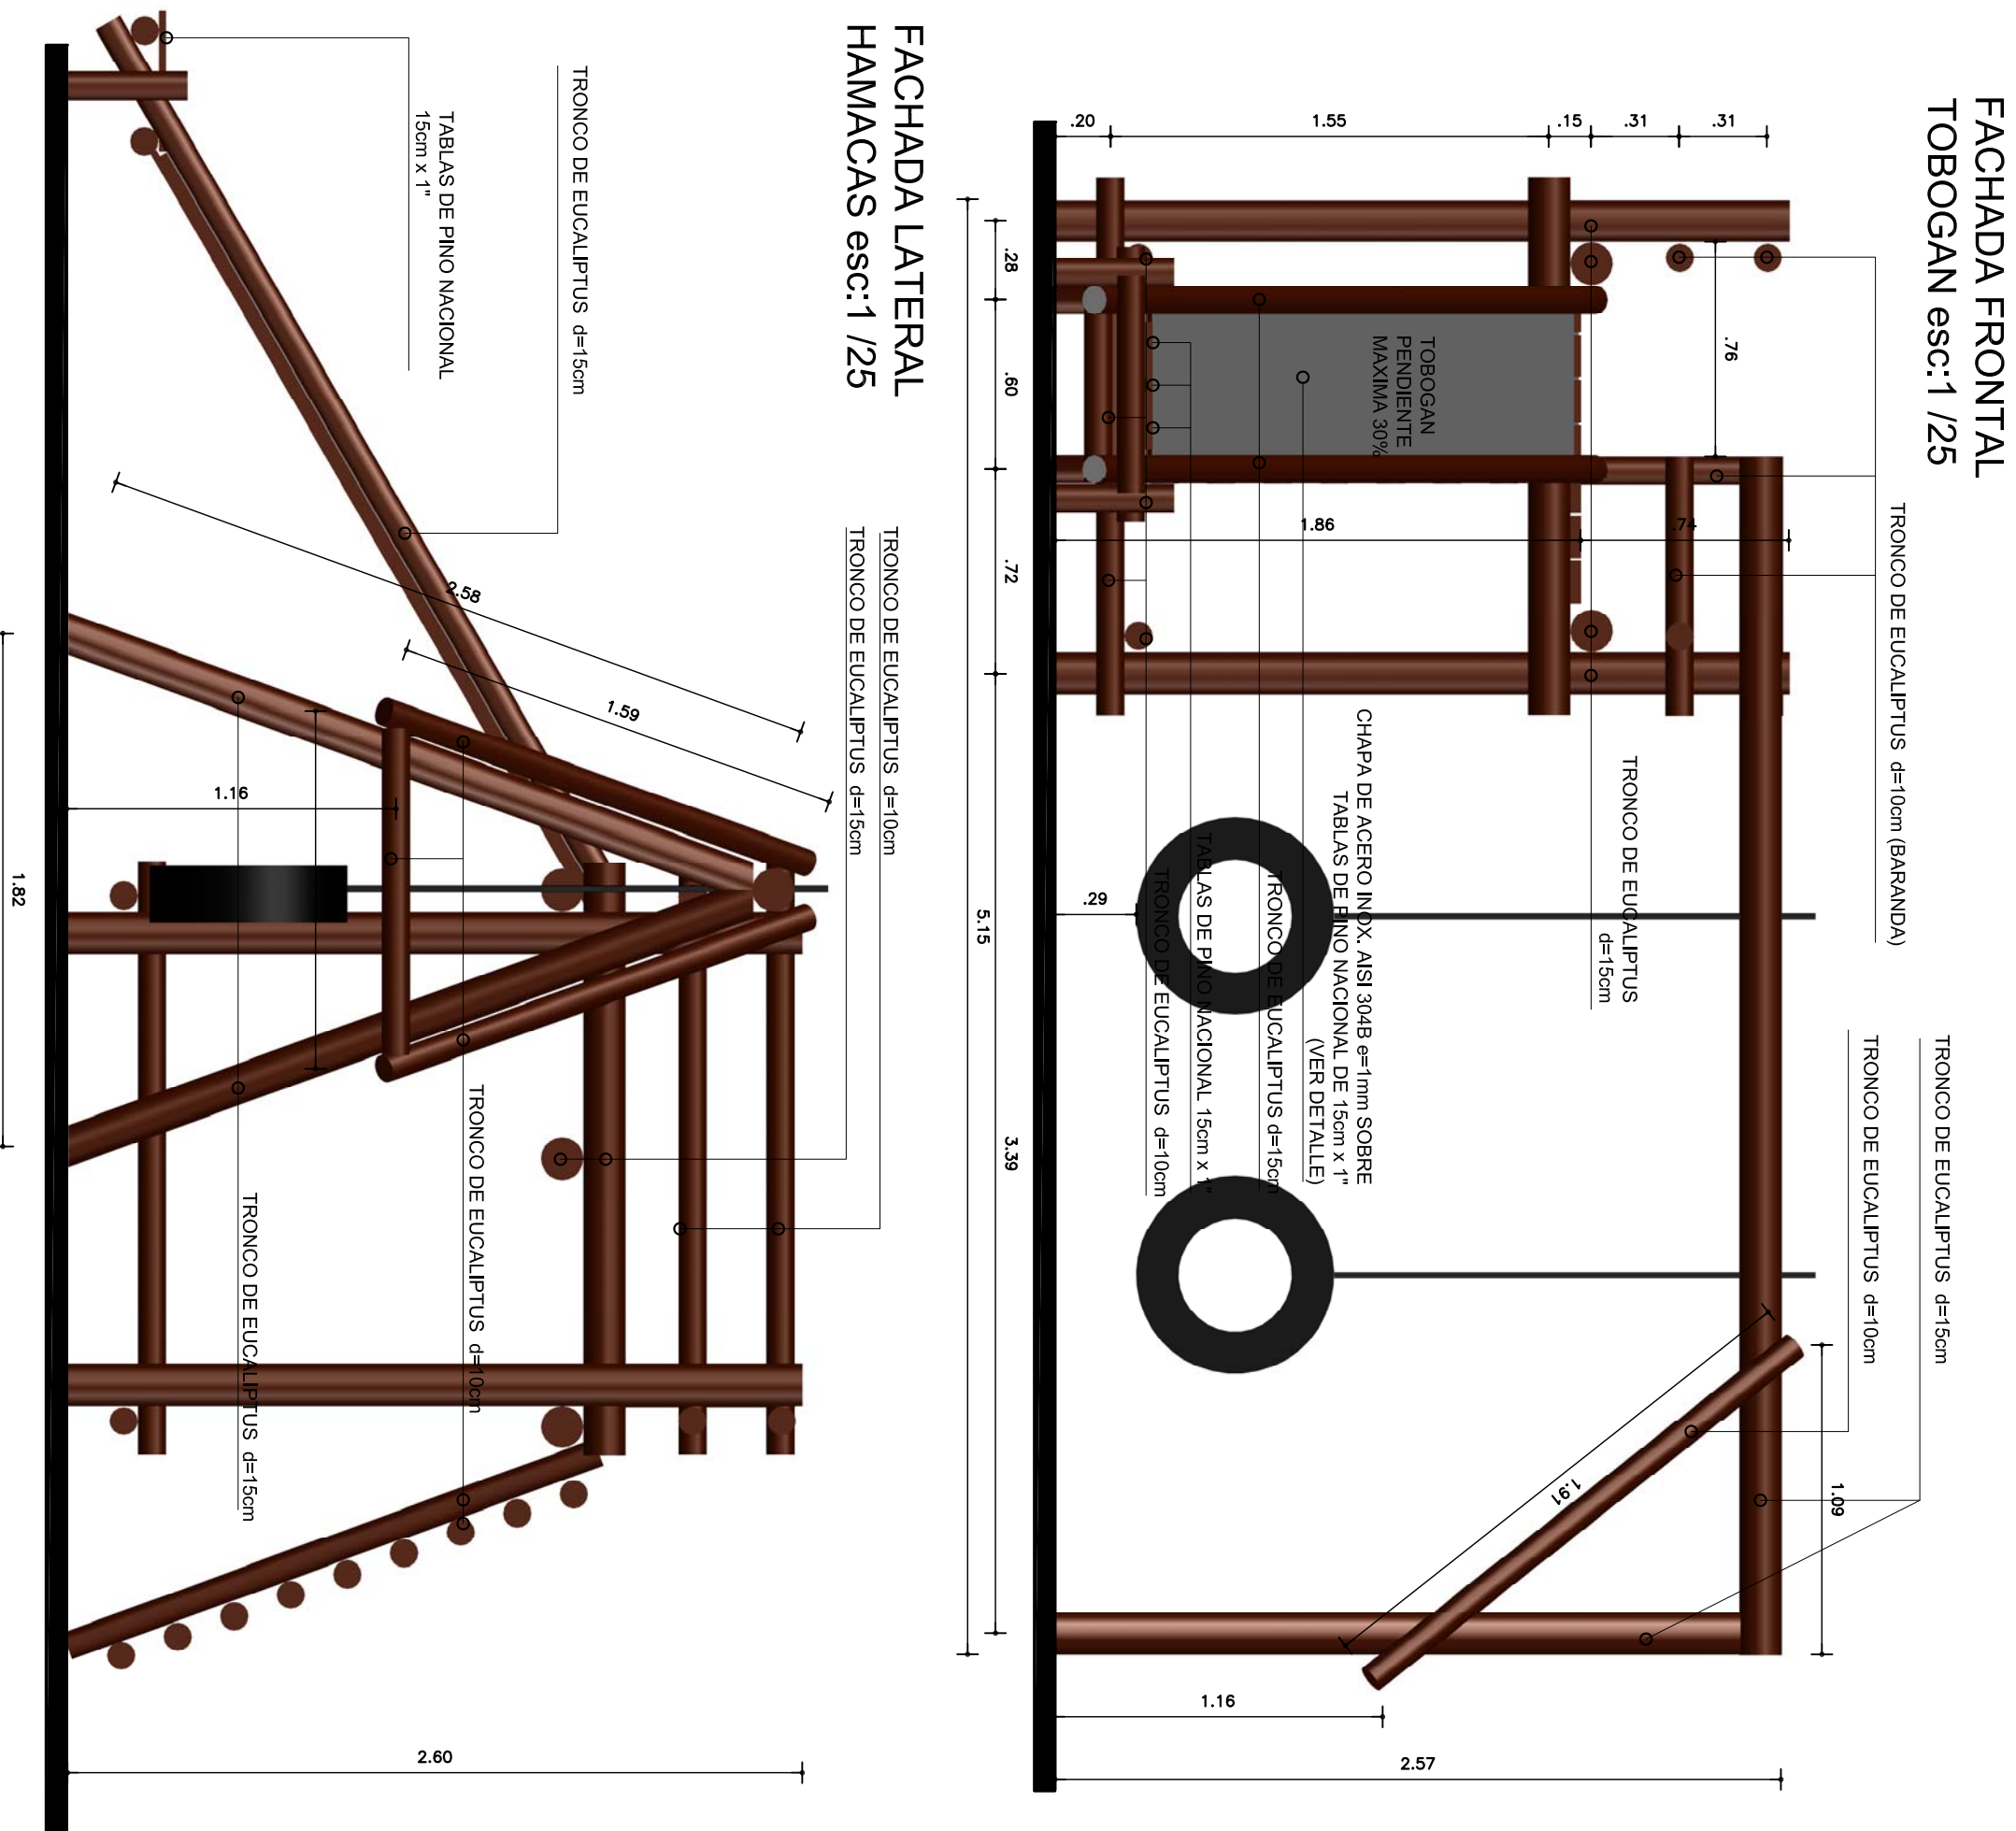 FACHADA FRONTAL
TOBOGAN esc:1 /25
TRONCO DE EUCALIPTUS d=10cm (BARANDA)
TRONCO DE EUCALIPTUS d=15cm
TRONCO DE EUCALIPTUS d=10cm
TRONCO DE EUCALIPTUS
d=15cm
TOBOGAN
PENDIENTE
MAXIMA 30%
CHAPA DE ACERO INOX. AISI 304B e=1mm SOBRE
TABLAS DE PINO NACIONAL DE 15cm x 1"
(VER DETALLE)
TRONCO DE EUCALIPTUS d=15cm
TABLAS DE PINO NACIONAL 15cm x 1"
TRONCO DE EUCALIPTUS d=10cm
.20
1.55
.15
.31
.31
.76
1.86
.74
.28
.60
.72
3.39
5.15
.29
1.91
1.09
1.16
2.57
FACHADA LATERAL
HAMACAS esc:1 /25
TRONCO DE EUCALIPTUS d=10cm
TRONCO DE EUCALIPTUS d=15cm
TRONCO DE EUCALIPTUS d=15cm
TABLAS DE PINO NACIONAL
15cm x 1"
TRONCO DE EUCALIPTUS d=10cm
TRONCO DE EUCALIPTUS d=15cm
2.58
1.59
1.16
1.82
2.60